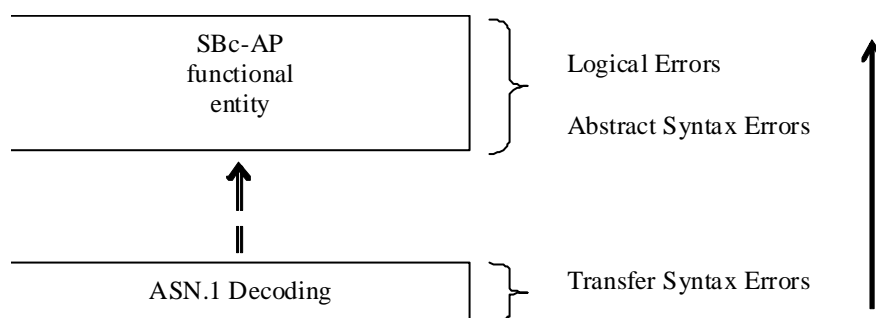 SBc-AP
functional
entity
Logical Errors
Abstract Syntax Errors
ASN.1 Decoding
Transfer Syntax Errors